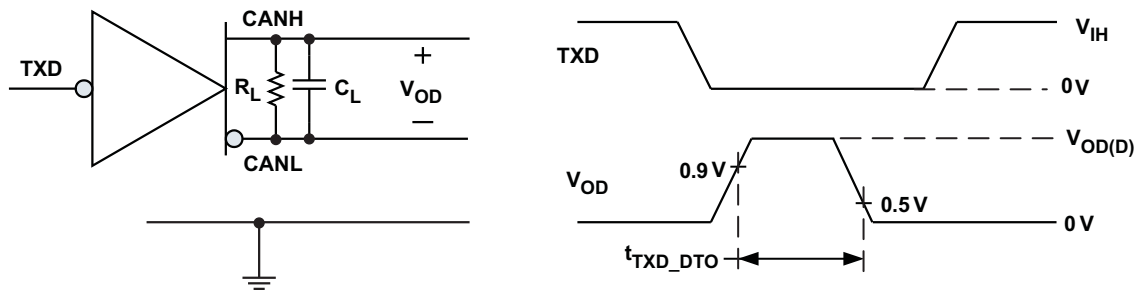 CANH
TXD
R_L
C_L
+
V_OD
—
CANL
TXD
V_IH
0 V
V_OD
0.9 V
V_OD(D)
0.5 V
0 V
t_TXD_DTO